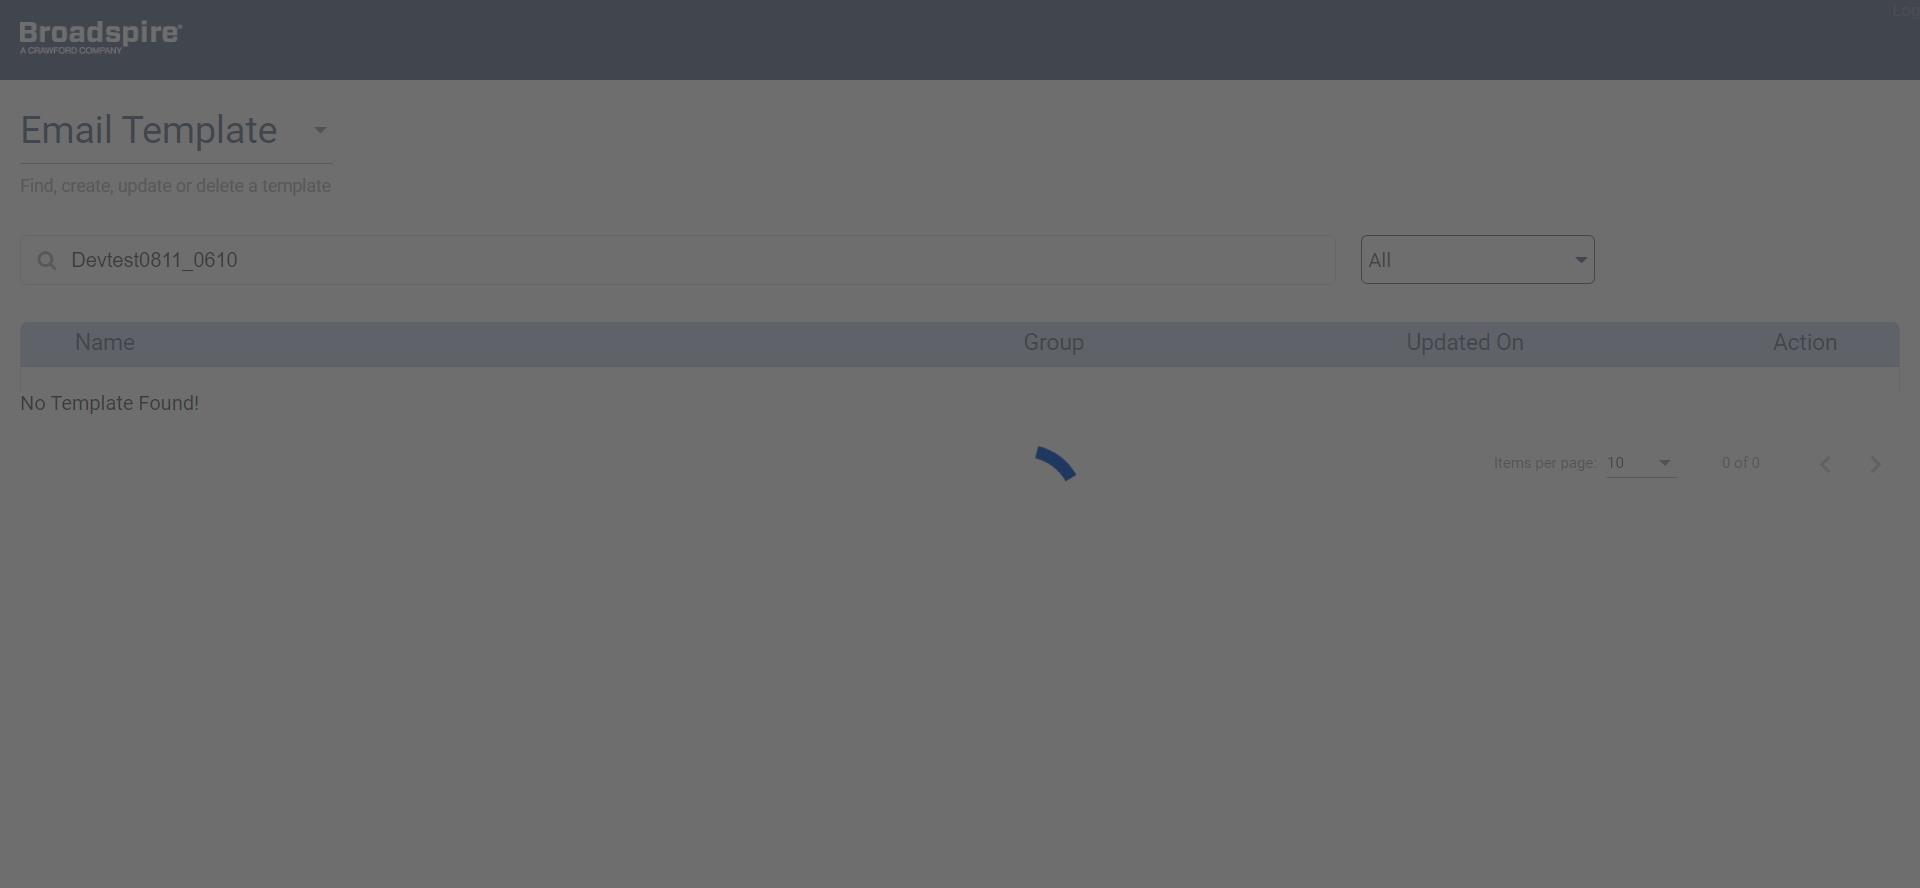 Broadspire®
A CRAWFORD COMPANY
Log
Email Template
Find, create, update or delete a template
Devtest0811_0610
All
Name Group Updated On Action
No Template Found!
Items per page: 10 0 of 0